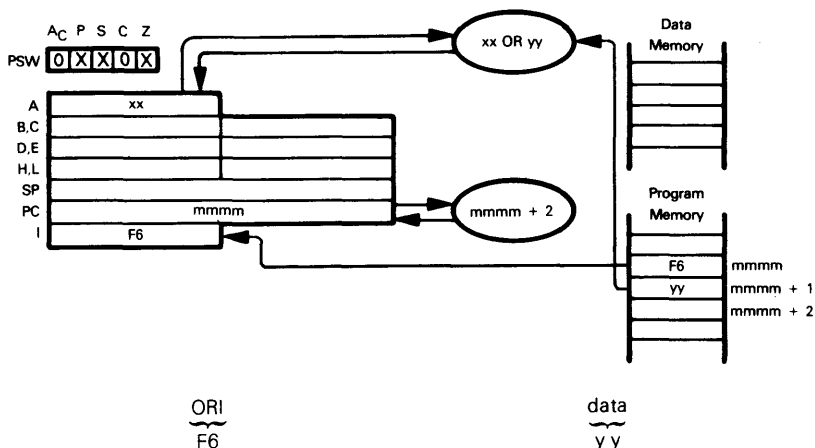 AC P S C Z
PSW 0 X X 0 X
xx OR yy
Data
Memory
A xx
B,C
D,E
H,L
SP
PC mmmm
mmmm + 2
I F6
Program
Memory
F6 mmmm
yy mmmm + 1
mmmm + 2
ORI data
F6 yy